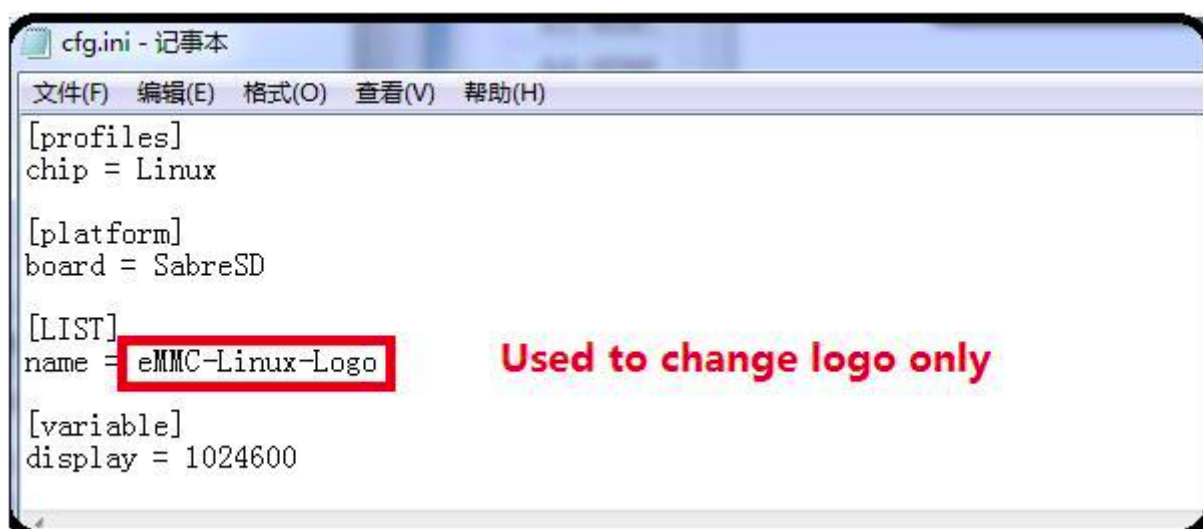 cfg.ini - 记事本
文件(F) 编辑(E) 格式(O) 查看(V) 帮助(H)
[profiles]
chip = Linux
[platform]
board = SabreSD
[LIST]
name = eMMC-Linux-Logo Used to change logo only
[variable]
display = 1024600